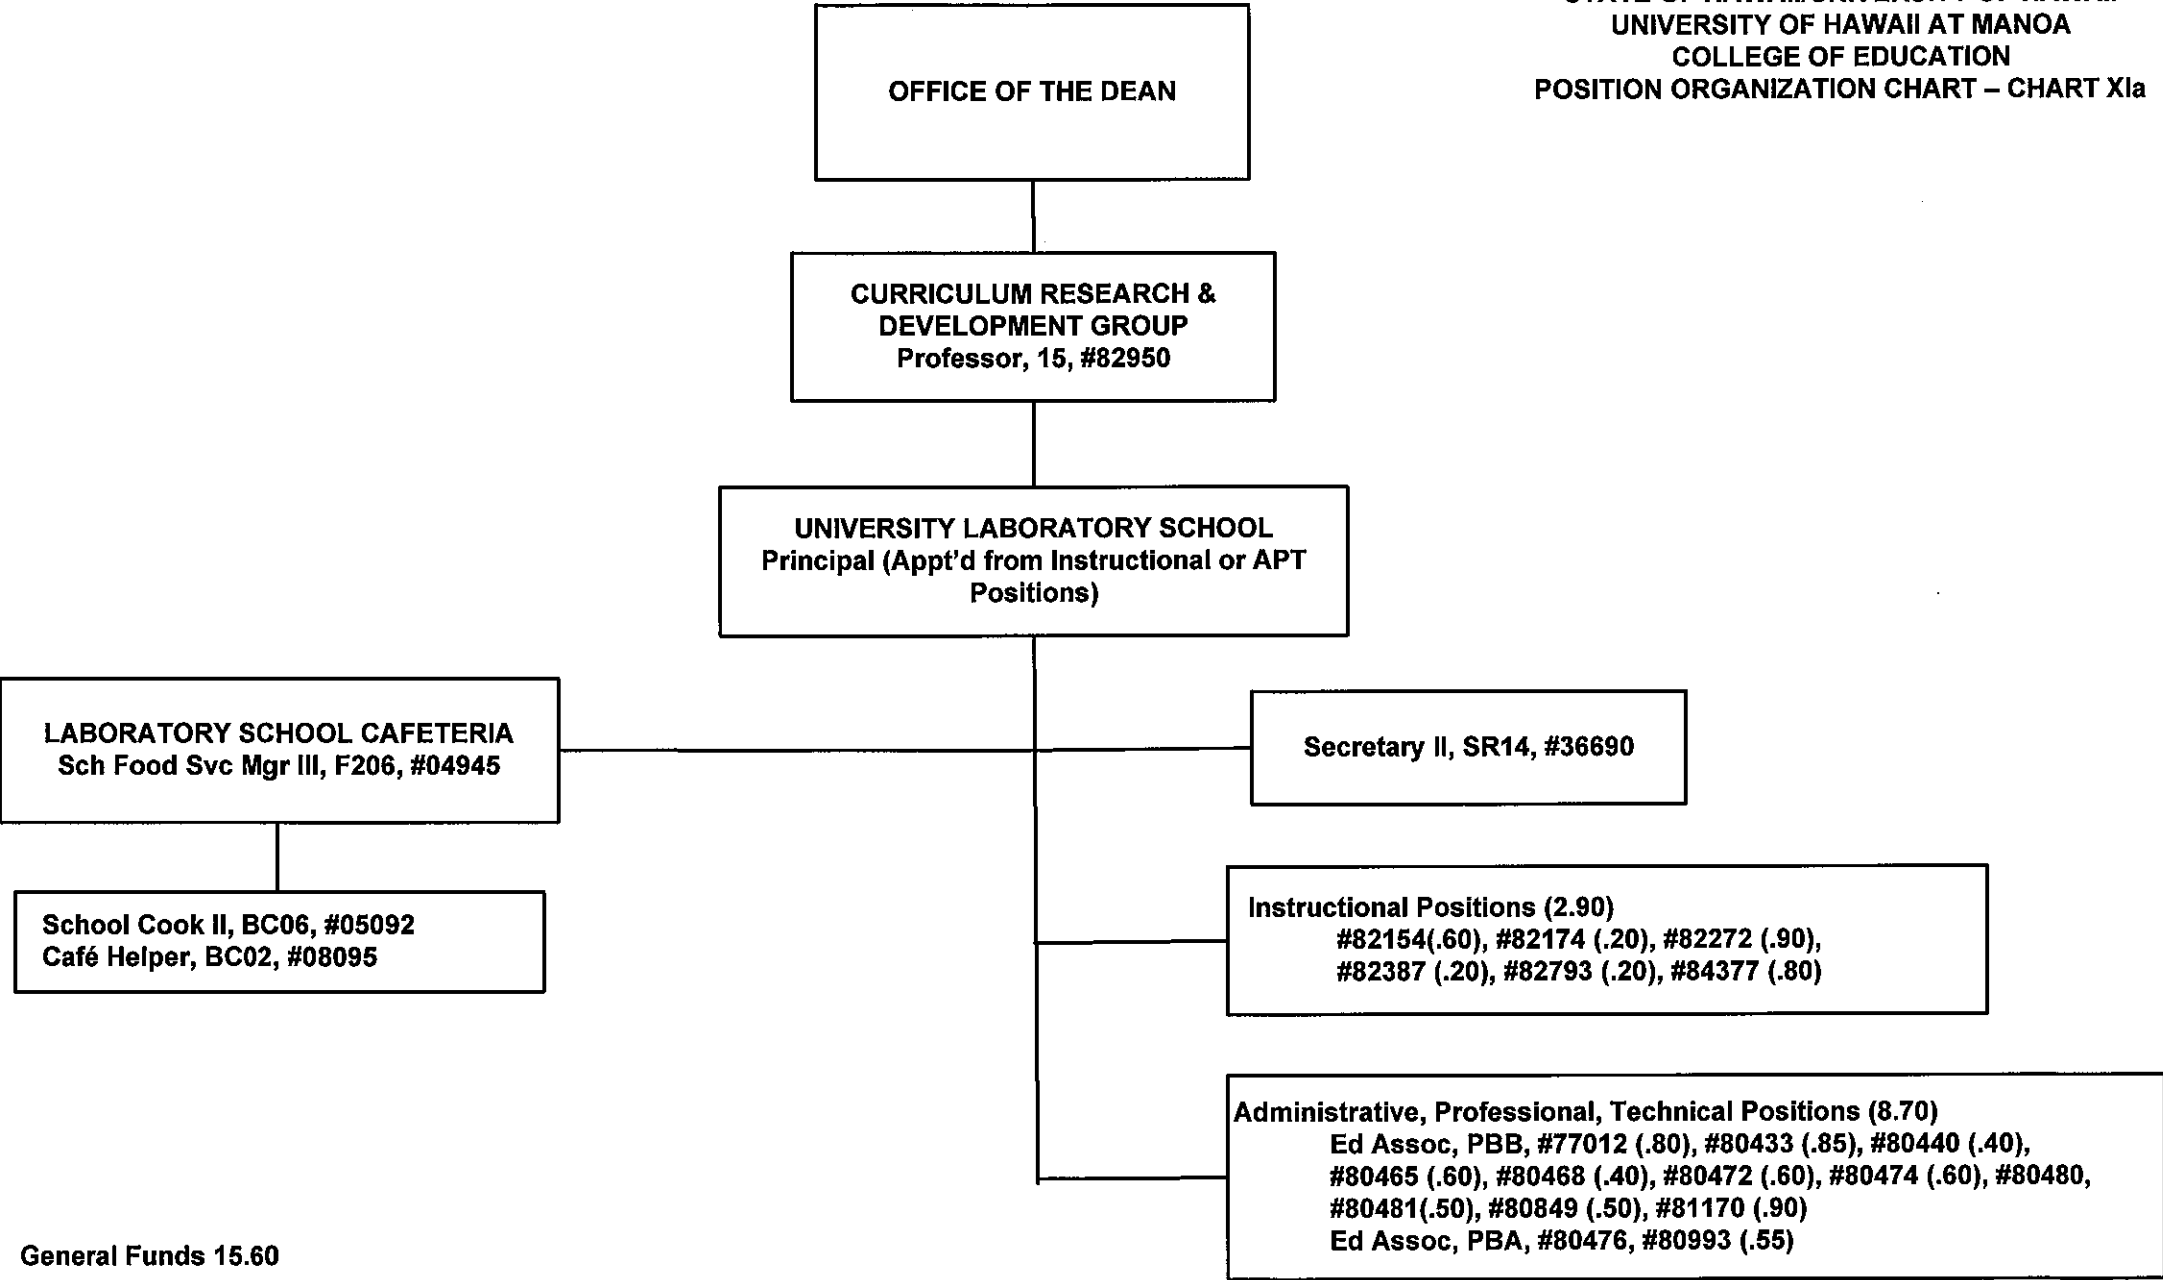 UNIVERSITY OF HAWAII AT MANOA
COLLEGE OF EDUCATION
POSITION ORGANIZATION CHART – CHART XIa
OFFICE OF THE DEAN
CURRICULUM RESEARCH &
DEVELOPMENT GROUP
Professor, 15, #82950
UNIVERSITY LABORATORY SCHOOL
Principal (Appt'd from Instructional or APT
Positions)
LABORATORY SCHOOL CAFETERIA
Sch Food Svc Mgr III, F206, #04945
Secretary II, SR14, #36690
School Cook II, BC06, #05092
Café Helper, BC02, #08095
Instructional Positions (2.90)
#82154(.60), #82174 (.20), #82272 (.90),
#82387 (.20), #82793 (.20), #84377 (.80)
Administrative, Professional, Technical Positions (8.70)
Ed Assoc, PBB, #77012 (.80), #80433 (.85), #80440 (.40),
#80465 (.60), #80468 (.40), #80472 (.60), #80474 (.60), #80480,
#80481(.50), #80849 (.50), #81170 (.90)
Ed Assoc, PBA, #80476, #80993 (.55)
General Funds 15.60